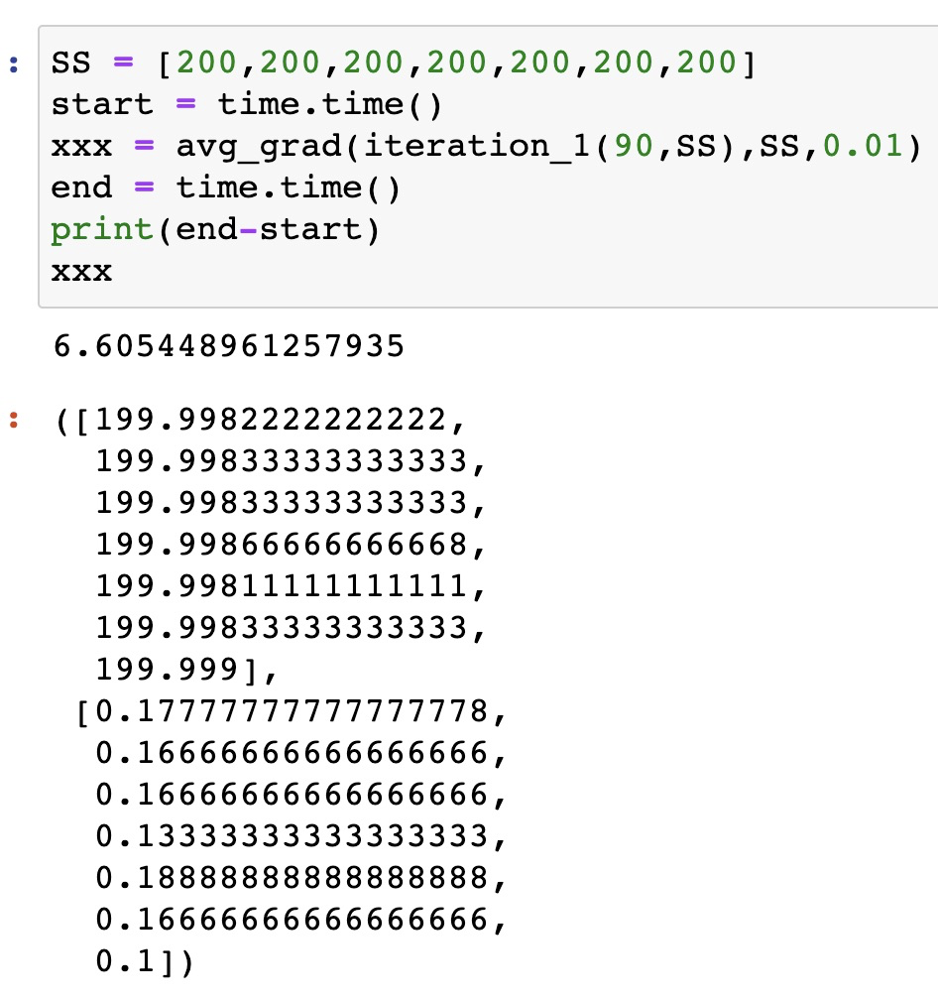 : SS = [200,200,200,200,200,200,200]
start = time.time()
xxx = avg_grad(iteration_1(90,SS),SS,0.01)
end = time.time()
print(end-start)
xxx
6.605448961257935
: ([199.9982222222222,
199.99833333333333,
199.99833333333333,
199.99866666666668,
199.99811111111111,
199.99833333333333,
199.999],
[0.17777777777777778,
0.16666666666666666,
0.16666666666666666,
0.13333333333333333,
0.18888888888888888,
0.16666666666666666,
0.1])